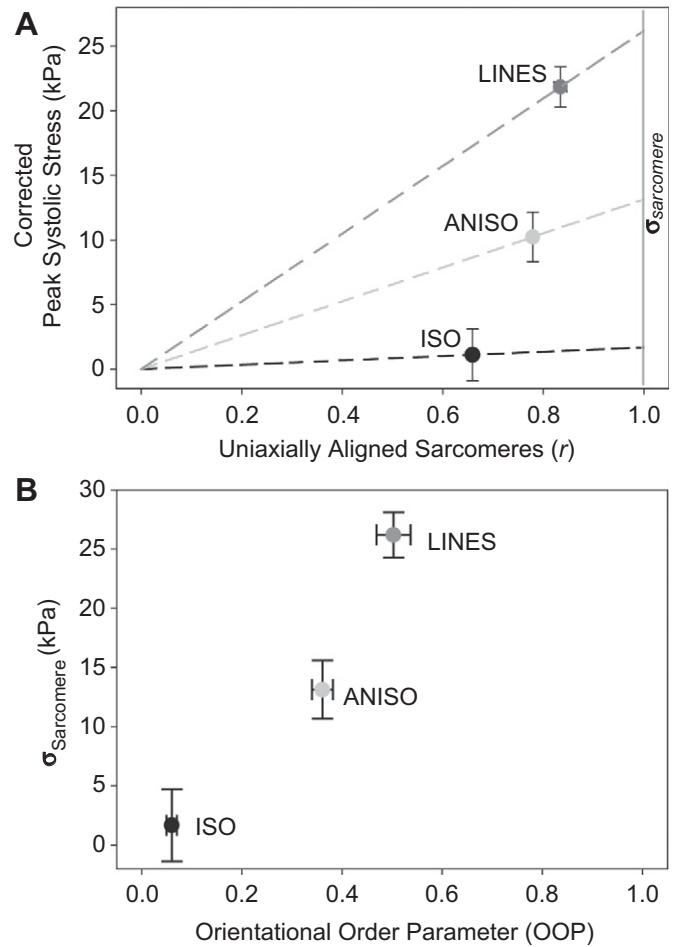 A
Corrected
Peak Systolic Stress (kPa)
25
20
15
10
5
0
LINES
ANISO
ISO
σsarcomere
0.0 0.2 0.4 0.6 0.8 1.0
Uniaxially Aligned Sarcomeres (r)
B
σSarcomere(kPa)
30
25
20
15
10
5
0
LINES
ANISO
ISO
0.0 0.2 0.4 0.6 0.8 1.0
Orientational Order Parameter (OOP)